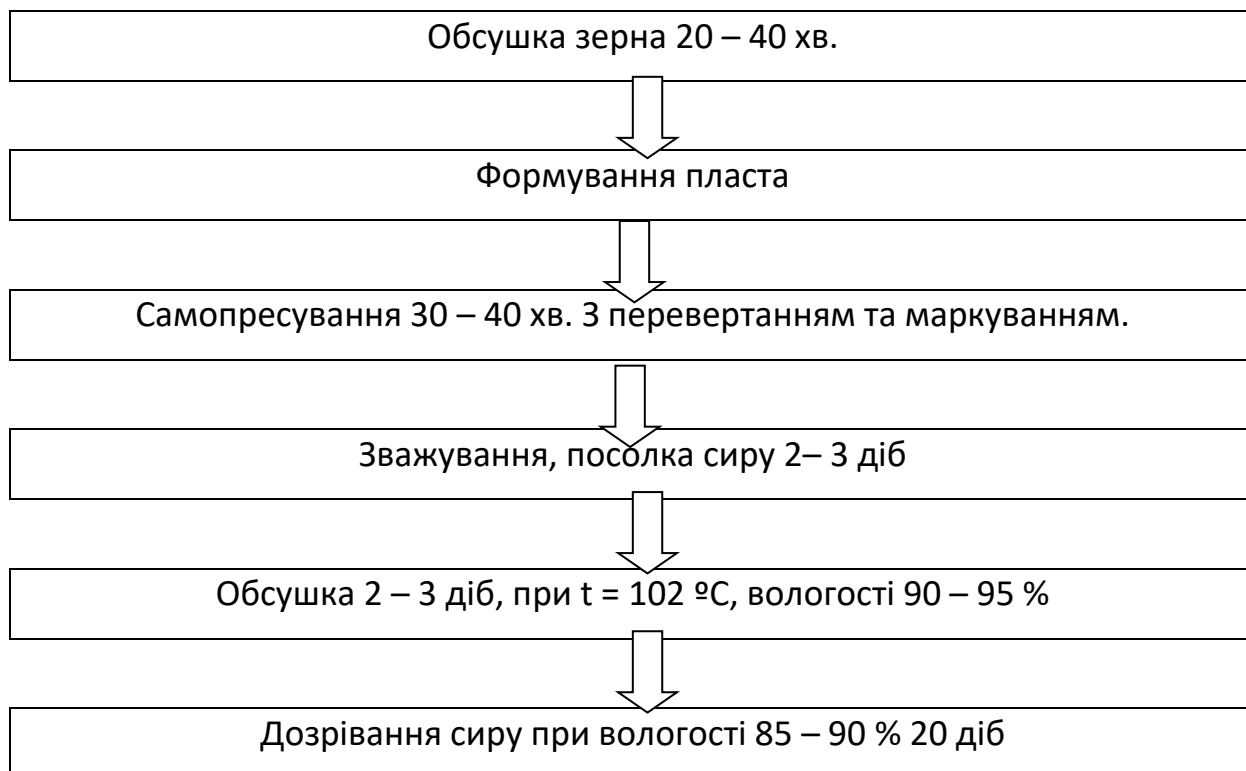 Обсушка зерна 20 – 40 хв.
Формування пласта
Самопресування 30 – 40 хв. З перевертанням та маркуванням.
Зважування, посолка сиру 2– 3 діб
Обсушка 2 – 3 діб, при t = 102 ºС, вологості 90 – 95 %
Дозрівання сиру при вологості 85 – 90 % 20 діб